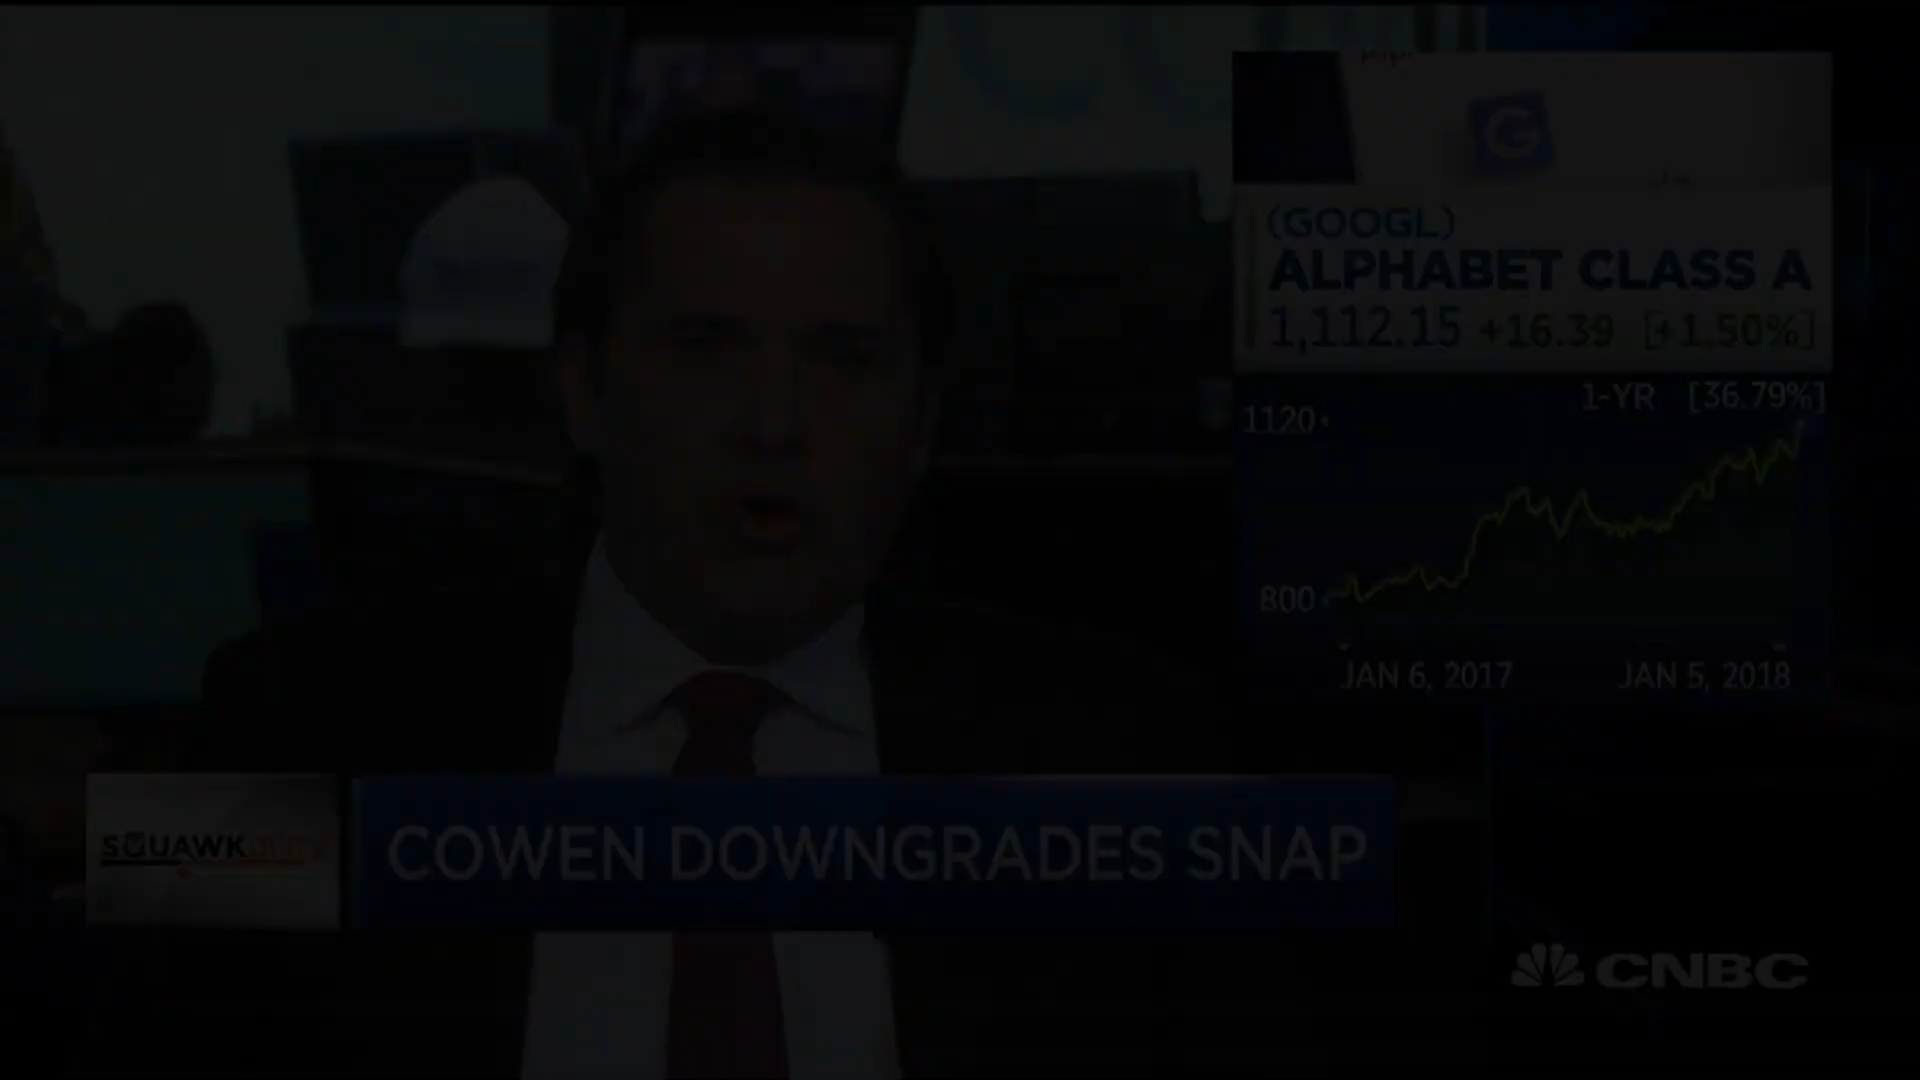 G
(GOOGL)
ALPHABET CLASS A
1,112.15 +16.39 [+1.50%]
1-YR [36.79%]
1120
800
JAN 6, 2017 JAN 5, 2018
SQUAWK
COWEN DOWNGRADES SNAP
CNBC